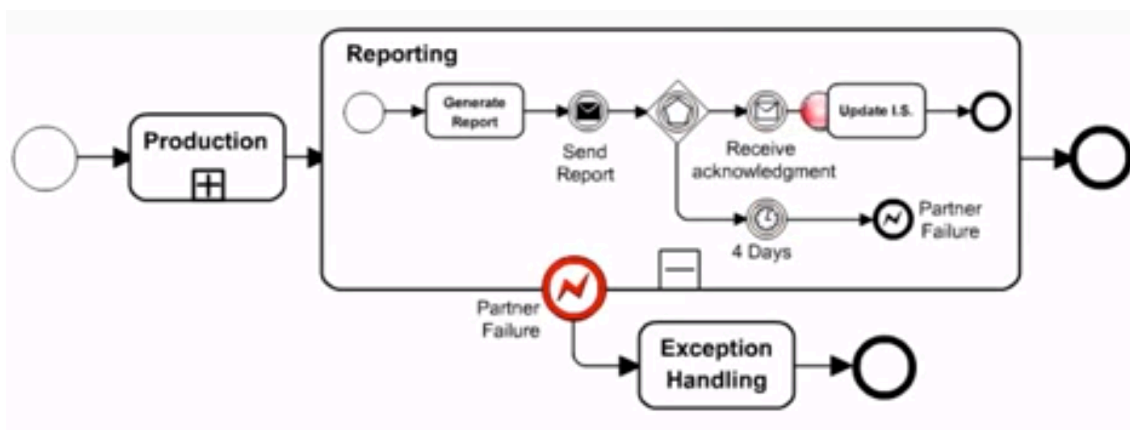 Reporting
Production
Generate
Report
Send
Report
Receive
acknowledgment
Update I.S.
4 Days
Partner
Failure
Partner
Failure
Exception
Handling